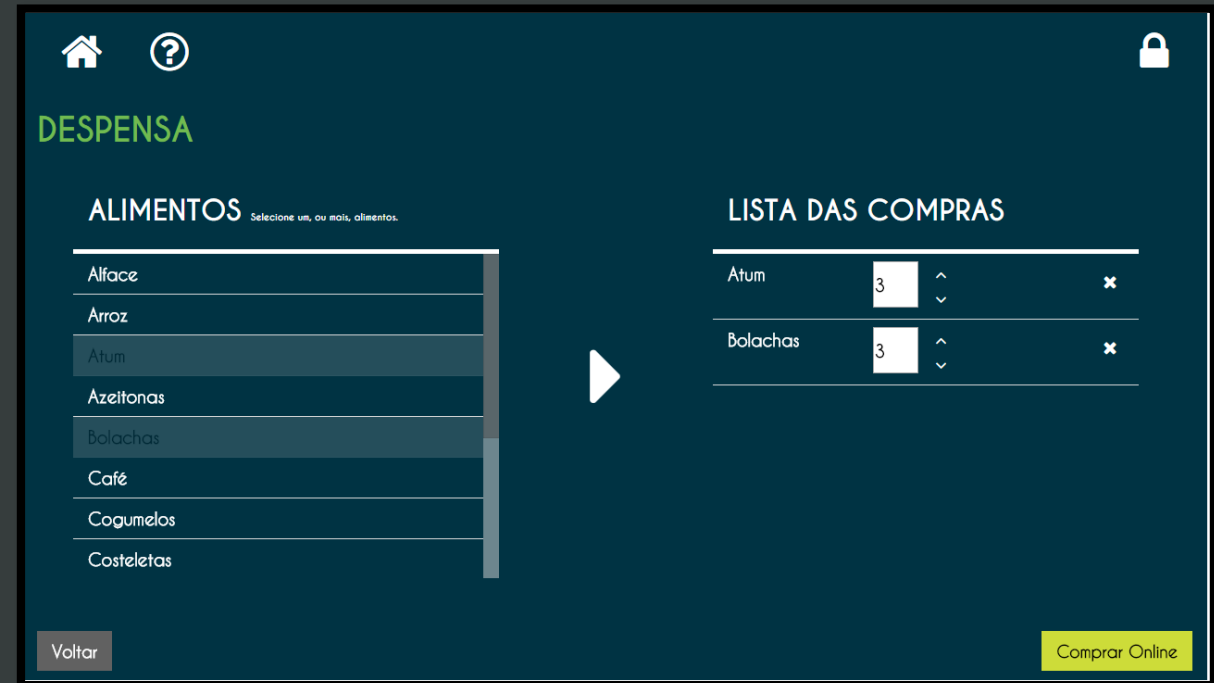 DESPENSA
ALIMENTOS Selecione um, ou mais, alimentos.
Alface
Arroz
Atum
Azeitonas
Bolachas
Café
Cogumelos
Costeletas
LISTA DAS COMPRAS
Atum 3
Bolachas 3
Voltar
Comprar Online